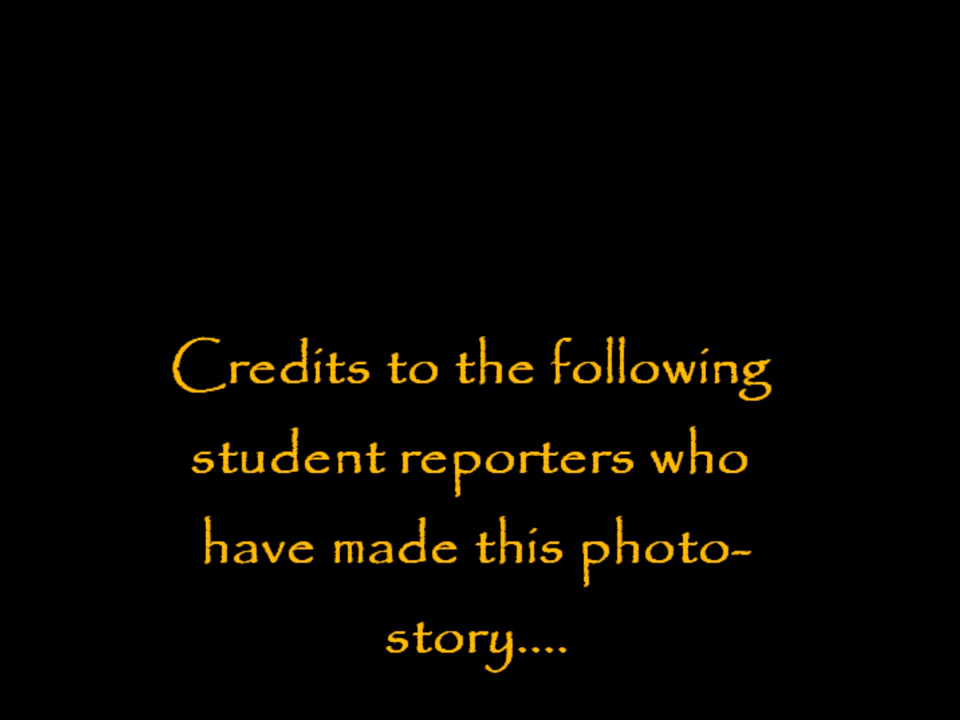 Credits to the following
student reporters who
have made this photo-
story....